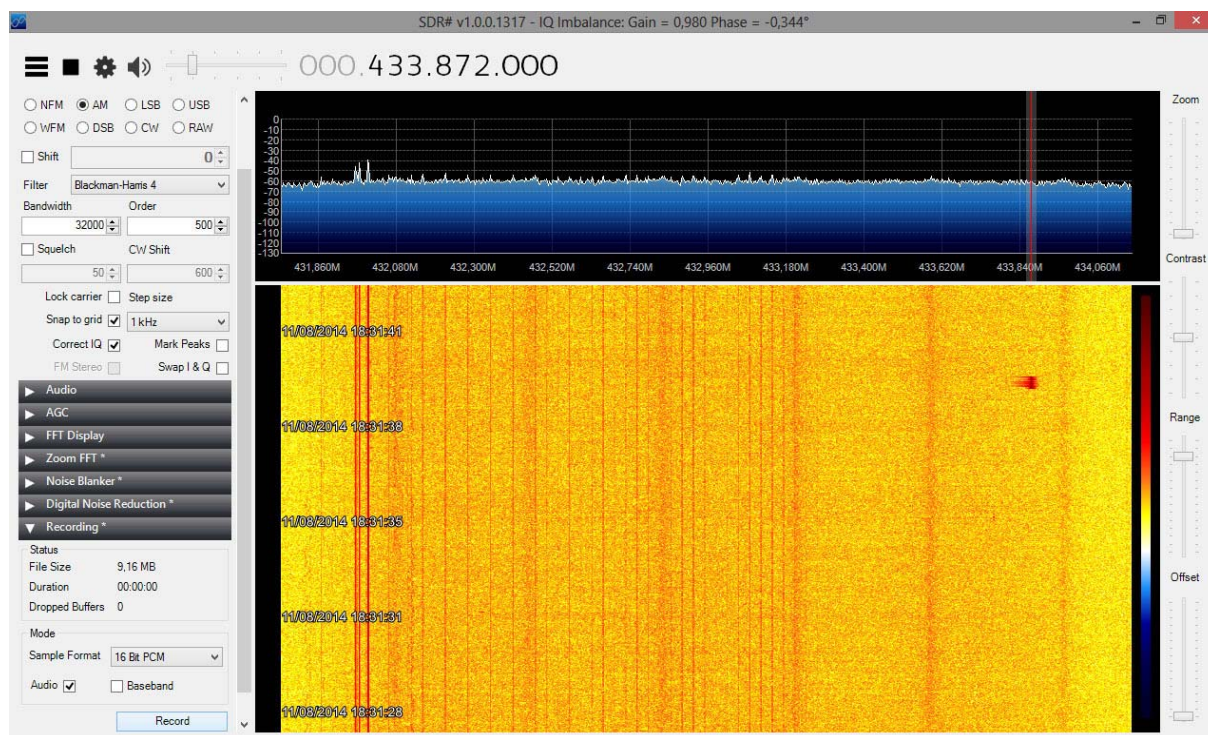 SDR# v1.0.0.1317 - IQ Imbalance: Gain = 0,980 Phase = -0,344°
000.433.872.000
NFM AM LSB USB
WFM DSB CW RAW
Shift 0
Filter Blackman-Harris 4
Bandwidth Order
32000 500
Squelch CW Shift
50 600
Lock carrier Step size
Snap to grid 1 kHz
Correct IQ Mark Peaks
FM Stereo Swap I & Q
Audio
AGC
FFT Display
Zoom FFT *
Noise Blanker *
Digital Noise Reduction *
Recording *
Status
File Size 9,16 MB
Duration 00:00:00
Dropped Buffers 0
Mode
Sample Format 16 Bit PCM
Audio Baseband
Record
0
-10
-20
-30
-40
-50
-60
-70
-80
-90
-100
-110
-120
-130
431,860M 432,080M 432,300M 432,520M 432,740M 432,960M 433,180M 433,400M 433,620M 433,840M 434,060M
11/08/2014 18:31:41
11/08/2014 18:31:38
11/08/2014 18:31:35
11/08/2014 18:31:31
11/08/2014 18:31:28
Zoom
Contrast
Range
Offset